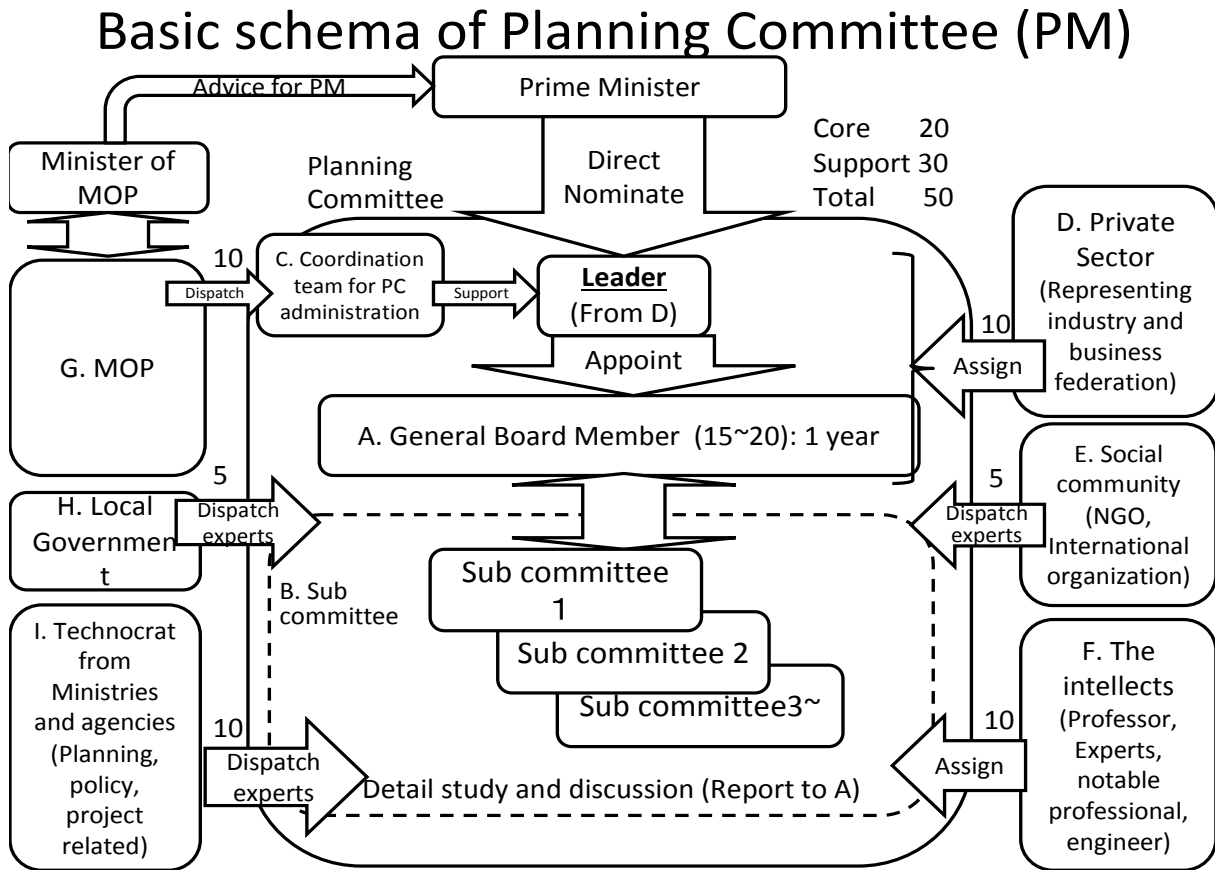 Basic schema of Planning Committee (PM)
Advice for PM
Prime Minister
Core 20
Support 30
Total 50
Minister of
MOP
Planning
Committee
Direct
Nominate
D. Private
Sector
(Representing
industry and
business
federation)
10
C. Coordination
team for PC
administration
Dispatch
Support
Leader
(From D)
10
Assign
G. MOP
Appoint
A. General Board Member (15~20): 1 year
5
H. Local
Governmen
t
Dispatch
experts
5
Dispatch
experts
E. Social
community
(NGO,
International
organization)
B. Sub
committee
Sub committee
1
Sub committee 2
Sub committee3~
I. Technocrat
from
Ministries
and agencies
(Planning,
policy,
project
related)
10
Dispatch
experts
Detail study and discussion (Report to A)
10
Assign
F. The
intellects
(Professor,
Experts,
notable
professional,
engineer)